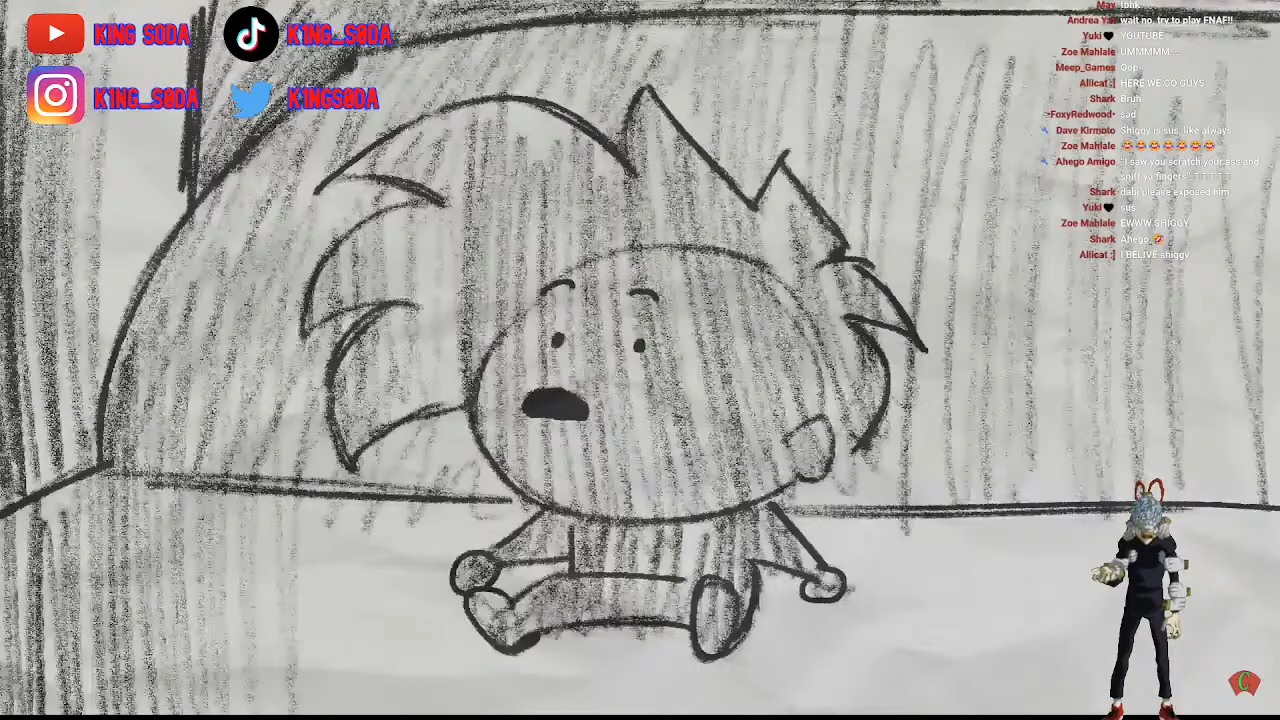 K1NG S0DA
K1NG_S0DA
K1NG_S0DA
K1NGS0DA
May tbhk
Andrea Ya wait no, try to play FNAF!!
Yuki🖤 YOUTUBE
Zoe Mahlale UMMMMM....
Meep_Games Oop
Allicat :] HERE WE GO GUYS
Shark Bruh
~FoxyRedwood~ sad
Dave Kirmoto Shiggy is sus, like always
Zoe Mahlale 🥰🥰🥰🥰🥰🥰🥰
Ahego Amigo "I saw you scratch your ass and
sniff ya fingers"
Shark dabi please exposed him
Yuki🖤 sus
Zoe Mahlale EWWW SHIGGY
Shark Ahego 🤣
Allicat :] I BELIVE shiggy
C